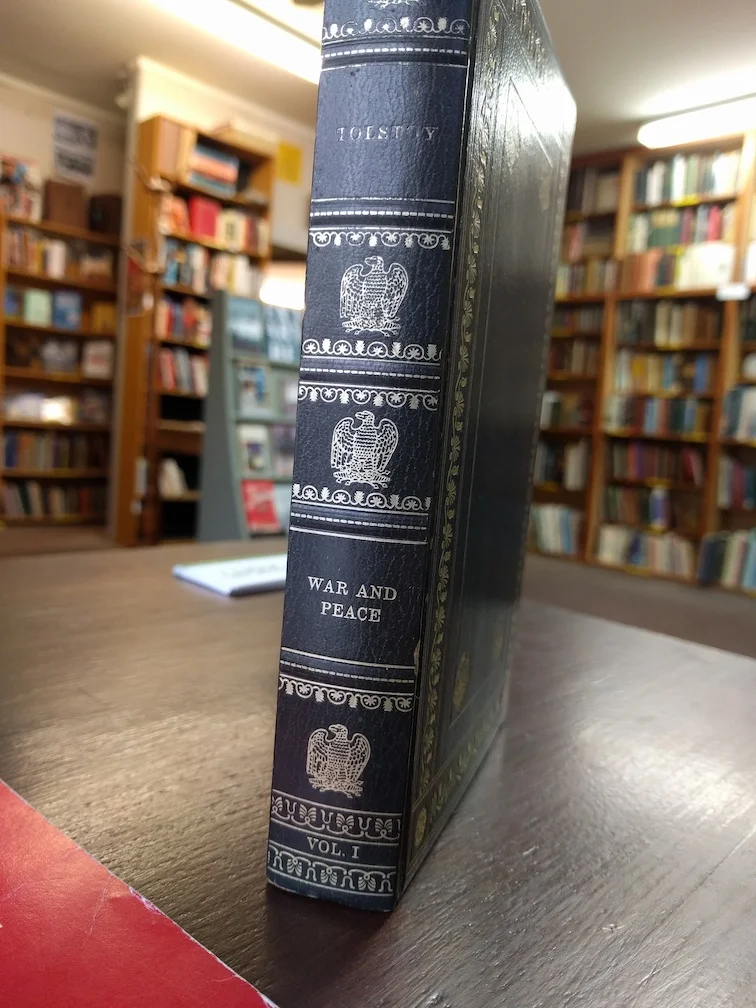 TOLSTOY
WAR AND
PEACE
VOL. I